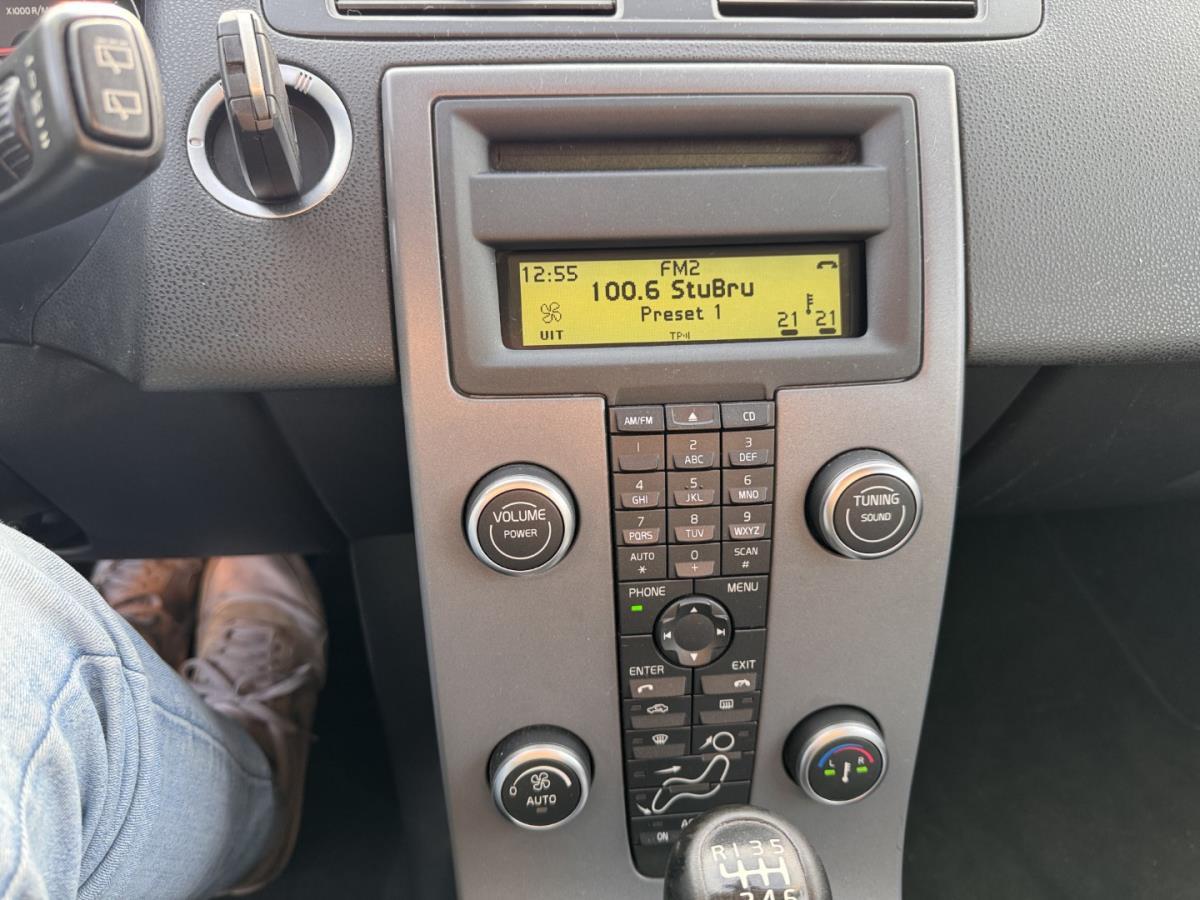 X1000 R/M
12:55 FM2
100.6 StuBru
Preset 1
UIT TP 21 21
AM/FM CD
1 2 ABC 3 DEF
4 GHI 5 JKL 6 MNO
7 PQRS 8 TUV 9 WXYZ
AUTO * 0 + SCAN #
VOLUME
POWER
TUNING
SOUND
PHONE MENU
ENTER EXIT
0 AUTO
L R
ON
R 1 3 5
2 4 6